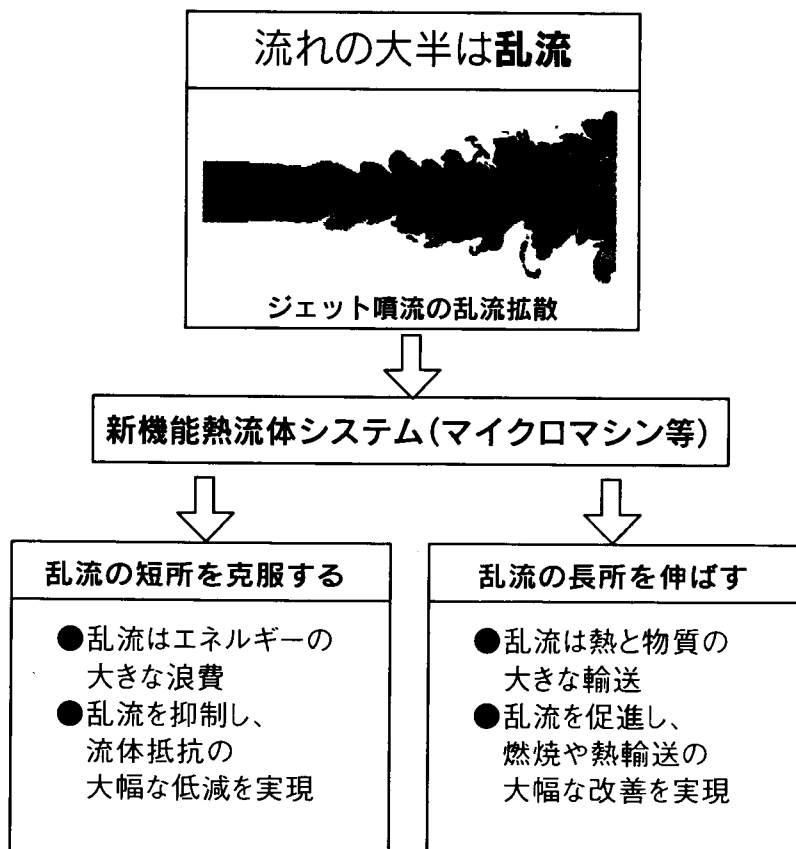 流れの大半は乱流
ジェット噴流の乱流拡散
新機能熱流体システム(マイクロマシン等)
乱流の短所を克服する
●乱流はエネルギーの
大きな浪費
●乱流を抑制し、
流体抵抗の
大幅な低減を実現
乱流の長所を伸ばす
●乱流は熱と物質の
大きな輸送
●乱流を促進し、
燃焼や熱輸送の
大幅な改善を実現